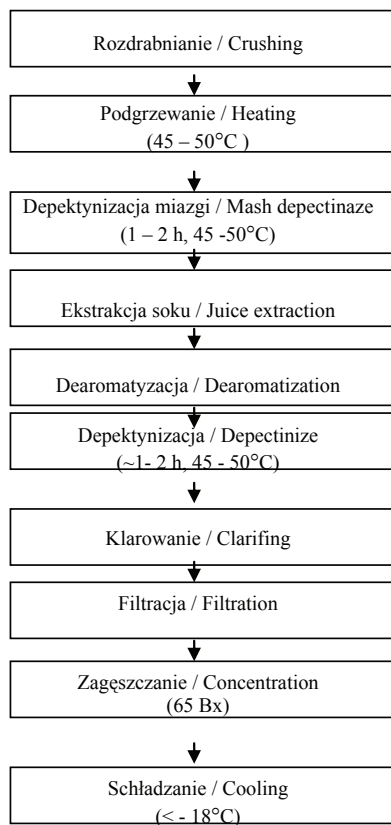 Rozdrabnianie / Crushing
Podgrzewanie / Heating
(45 – 50°C )
Depektynizacja miazgi / Mash depectinaze
(1 – 2 h, 45 -50°C)
Ekstrakcja soku / Juice extraction
Dearomatyzacja / Dearomatization
Depektynizacja / Depectinize
(~1- 2 h, 45 - 50°C)
Klarowanie / Clarifing
Filtracja / Filtration
Zagęszczanie / Concentration
(65 Bx)
Schładzanie / Cooling
(< - 18°C)